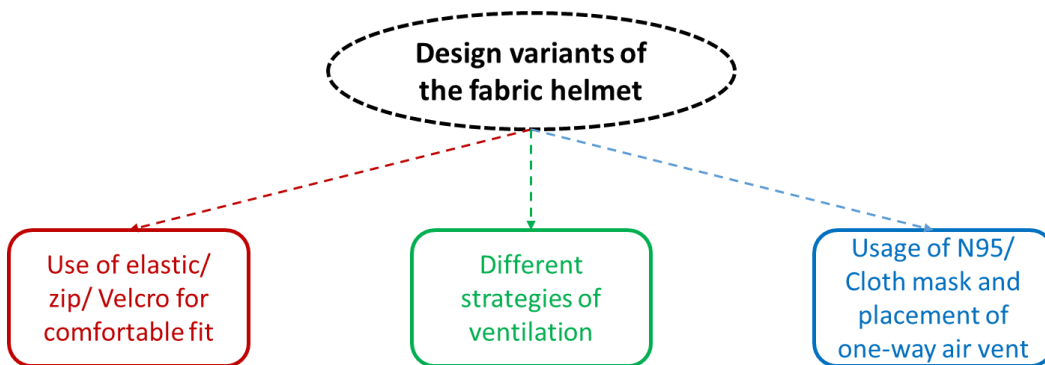 Design variants of
the fabric helmet
Use of elastic/
zip/ Velcro for
comfortable fit
Different
strategies of
ventilation
Usage of N95/
Cloth mask and
placement of
one-way air vent